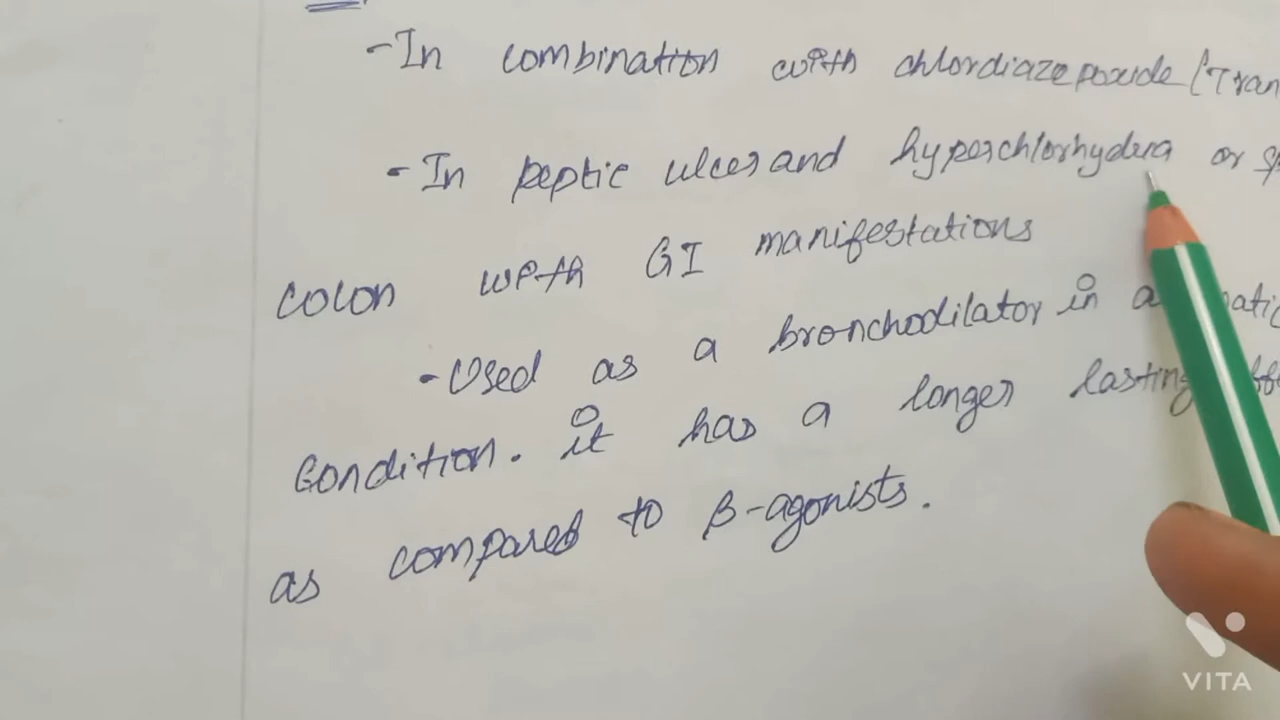 -In combination with chlordiazepoxide (Tran
-In peptic ulcer and hyperchlorhydria or sp
colon with GI manifestations
-Used as a bronchodilator in
condition. it has a longer lasting
as compared to β-agonists.
VITA